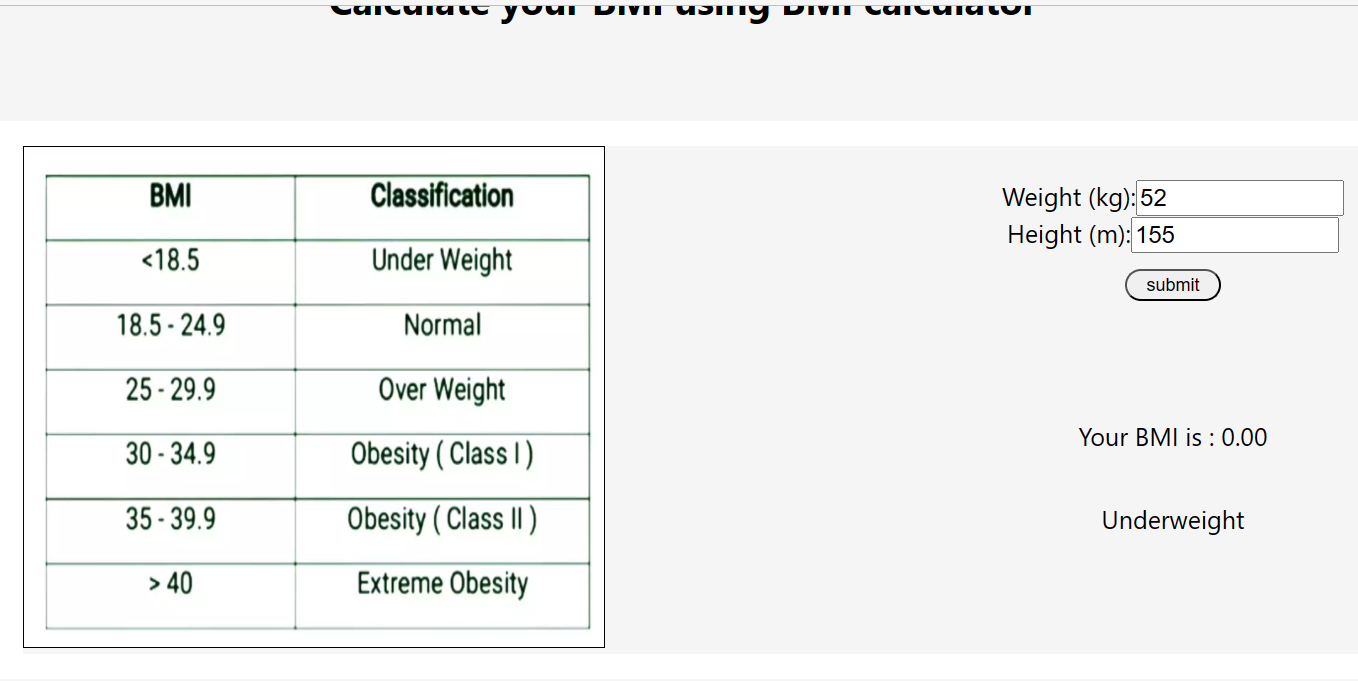 Calculate your BMI using BMI calculator
BMI Classification
<18.5 Under Weight
18.5 - 24.9 Normal
25 - 29.9 Over Weight
30 - 34.9 Obesity ( Class I )
35 - 39.9 Obesity ( Class II )
> 40 Extreme Obesity
Weight (kg): 52
Height (m): 155
submit
Your BMI is : 0.00
Underweight